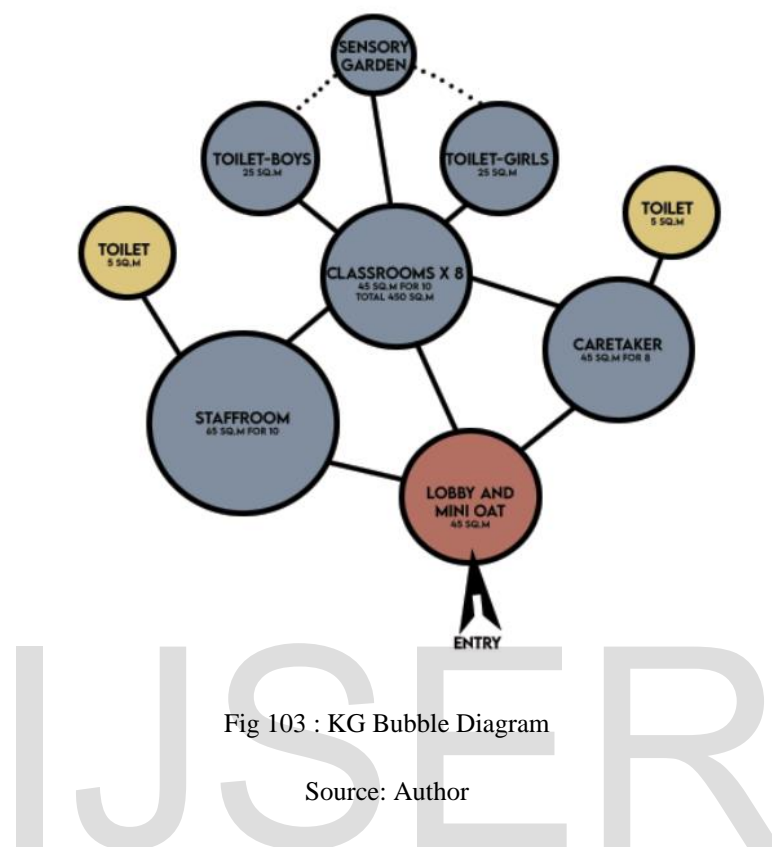 SENSORY
GARDEN
TOILET-BOYS
25 SQ.M
TOILET-GIRLS
25 SQ.M
TOILET
5 SQ.M
TOILET
5 SQ.M
CLASSROOMS X 8
45 SQ.M FOR 10
TOTAL 450 SQ.M
CARETAKER
45 SQ.M FOR 8
STAFFROOM
65 SQ.M FOR 10
LOBBY AND
MINI OAT
45 SQ.M
ENTRY
Fig 103 : KG Bubble Diagram
Source: Author
IJSER